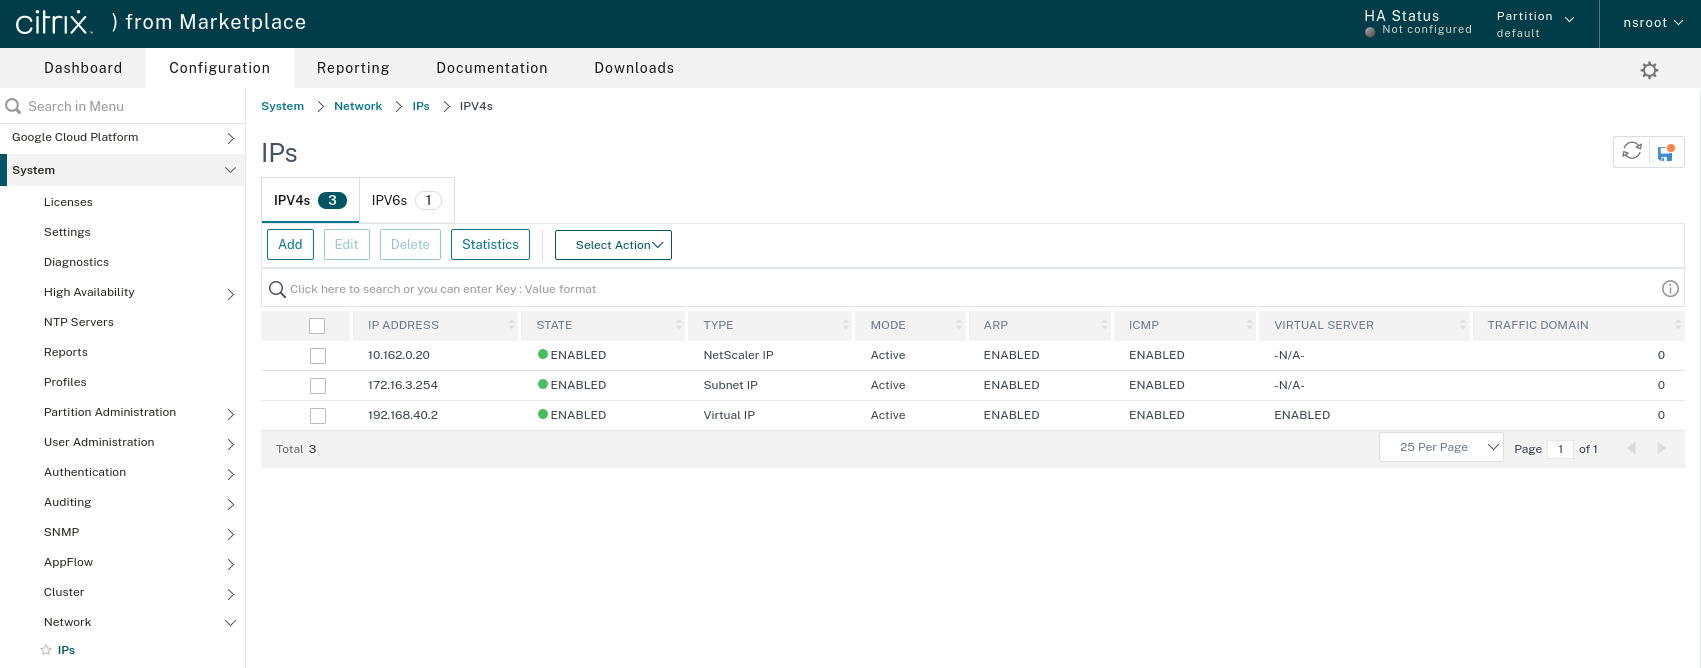 citrix ) from Marketplace
HA Status
Not configured
Partition
default
nsroot
Dashboard Configuration Reporting Documentation Downloads
Search in Menu
Google Cloud Platform
System
Licenses
Settings
Diagnostics
High Availability
NTP Servers
Reports
Profiles
Partition Administration
User Administration
Authentication
Auditing
SNMP
AppFlow
Cluster
Network
IPs
System Network IPs IPV4s
IPs
IPV4s 3 IPV6s 1
Add Edit Delete Statistics Select Action
Click here to search or you can enter Key : Value format
IP ADDRESS STATE TYPE MODE ARP ICMP VIRTUAL SERVER TRAFFIC DOMAIN
10.162.0.20 ENABLED NetScaler IP Active ENABLED ENABLED -N/A- 0
172.16.3.254 ENABLED Subnet IP Active ENABLED ENABLED -N/A- 0
192.168.40.2 ENABLED Virtual IP Active ENABLED ENABLED ENABLED 0
Total 3 25 Per Page Page 1 of 1